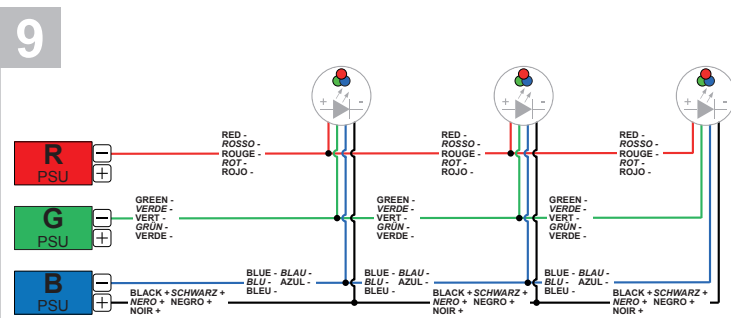 9
+ -
+ -
+ -
RED -
ROSSO -
ROUGE -
ROT -
ROJO -
RED -
ROSSO -
ROUGE -
ROT -
ROJO -
RED -
ROSSO -
ROUGE -
ROT -
ROJO -
R
PSU
−
+
GREEN -
VERDE -
VERT -
GRÜN -
VERDE -
GREEN -
VERDE -
VERT -
GRÜN -
VERDE -
GREEN -
VERDE -
VERT -
GRÜN -
VERDE -
G
PSU
−
+
BLUE - BLAU -
BLU - AZUL -
BLEU -
BLUE - BLAU -
BLU - AZUL -
BLEU -
BLUE - BLAU -
BLU - AZUL -
BLEU -
B
PSU
−
+
BLACK + SCHWARZ +
NERO + NEGRO +
NOIR +
BLACK + SCHWARZ +
NERO + NEGRO +
NOIR +
BLACK + SCHWARZ +
NERO + NEGRO +
NOIR +